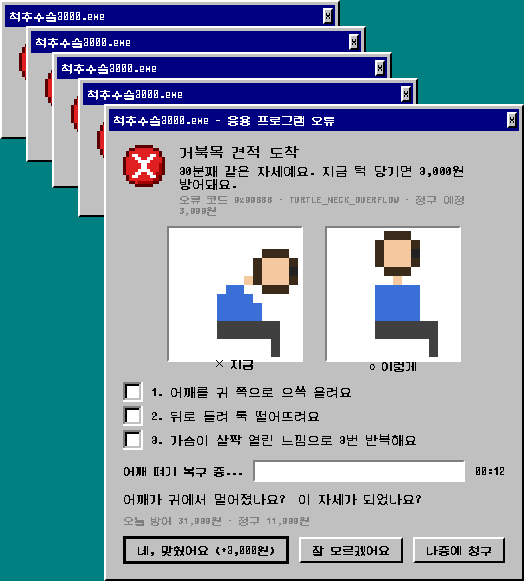 척추수습3000.exe
척추수습3000.exe
척추수습3000.exe
척추수습3000.exe
척추수습3000.exe - 응용 프로그램 오류
거북목 견적 도착
30분째 같은 자세예요. 지금 턱 당기면 3,000원
방어돼요.
오류 코드 0x00888 · TURTLE_NECK_OVERFLOW · 청구 예정
3,000원
× 지금
○ 이렇게
1. 어깨를 귀 쪽으로 으쓱 올려요
2. 뒤로 돌려 툭 떨어뜨려요
3. 가슴이 살짝 열린 느낌으로 3번 반복해요
어깨 펴기 복구 중...
00:12
어깨가 귀에서 멀어졌나요? 이 자세가 되었나요?
오늘 방어 31,000원 · 청구 11,000원
네, 맞췄어요 (+3,000원)
잘 모르겠어요
나중에 청구